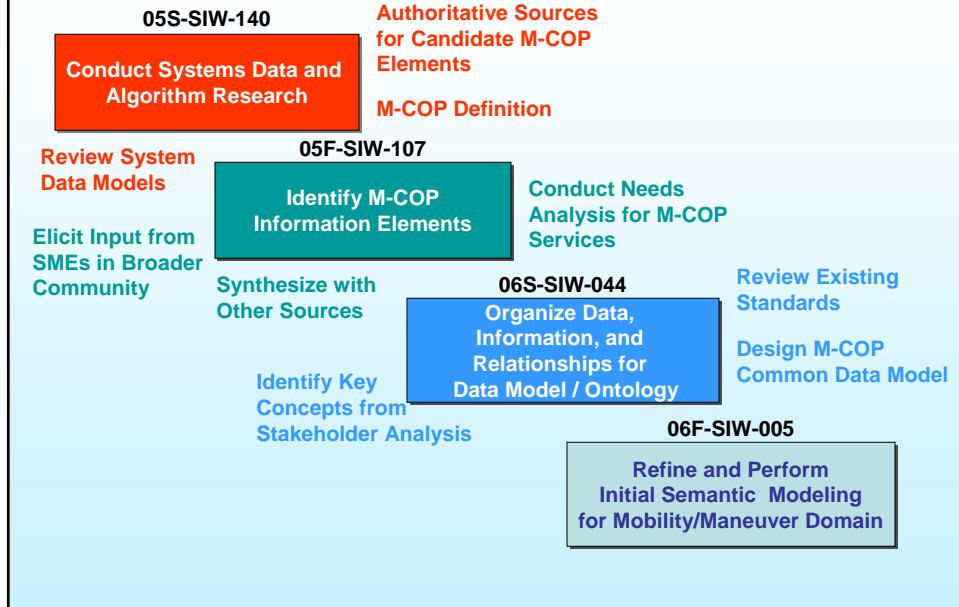 05S-SIW-140
Conduct Systems Data and
Algorithm Research
Authoritative Sources
for Candidate M-COP
Elements
M-COP Definition
Review System
Data Models
05F-SIW-107
Identify M-COP
Information Elements
Conduct Needs
Analysis for M-COP
Services
Elicit Input from
SMEs in Broader
Community
Synthesize with
Other Sources
06S-SIW-044
Organize Data,
Information, and
Relationships for
Data Model / Ontology
Review Existing
Standards
Design M-COP
Common Data Model
Identify Key
Concepts from
Stakeholder Analysis
06F-SIW-005
Refine and Perform
Initial Semantic Modeling
for Mobility/Maneuver Domain